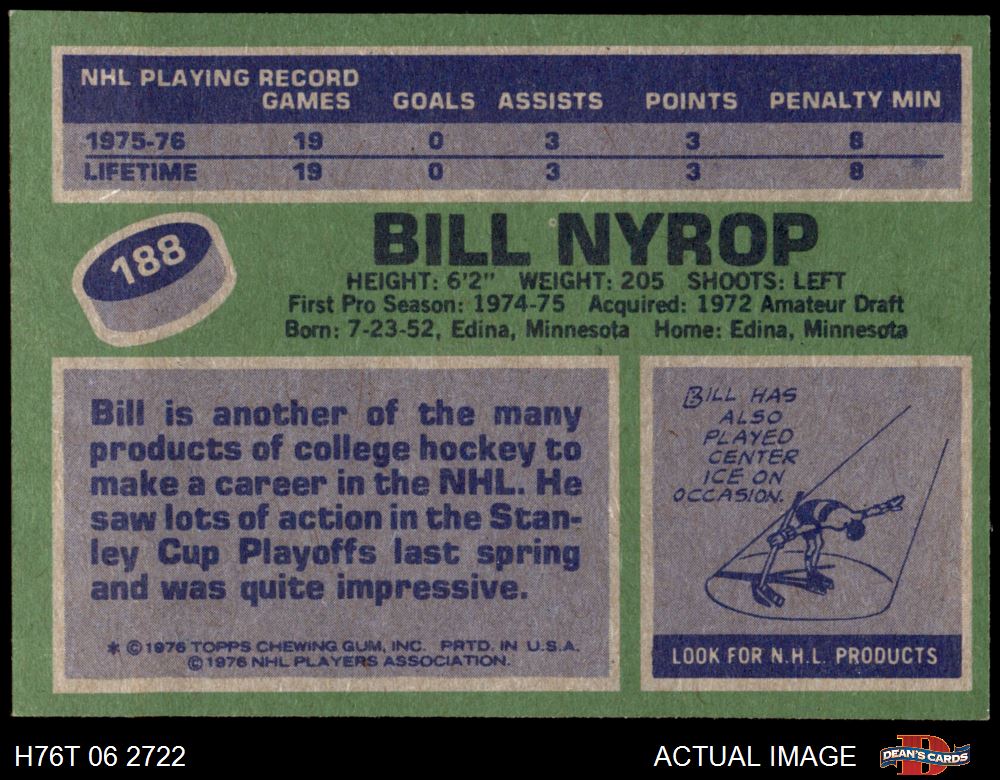 NHL PLAYING RECORD
GAMES GOALS ASSISTS POINTS PENALTY MIN
1975-76 19 0 3 3 8
LIFETIME 19 0 3 3 8
188
BILL NYROP
HEIGHT: 6'2" WEIGHT: 205 SHOOTS: LEFT
First Pro Season: 1974-75 Acquired: 1972 Amateur Draft
Born: 7-23-52, Edina, Minnesota Home: Edina, Minnesota
Bill is another of the many
products of college hockey to
make a career in the NHL. He
saw lots of action in the Stan-
ley Cup Playoffs last spring
and was quite impressive.
* © 1976 TOPPS CHEWING GUM, INC. PRTD. IN U.S.A.
© 1976 NHL PLAYERS ASSOCIATION.
BILL HAS
ALSO
PLAYED
CENTER
ICE ON
OCCASION.
LOOK FOR N.H.L. PRODUCTS
H76T 06 2722
ACTUAL IMAGE
D
DEAN'S CARDS